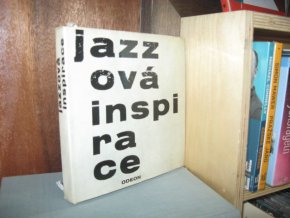 jazzová
inspirace
jazz
ová
inspi
ra
ce
ODEON